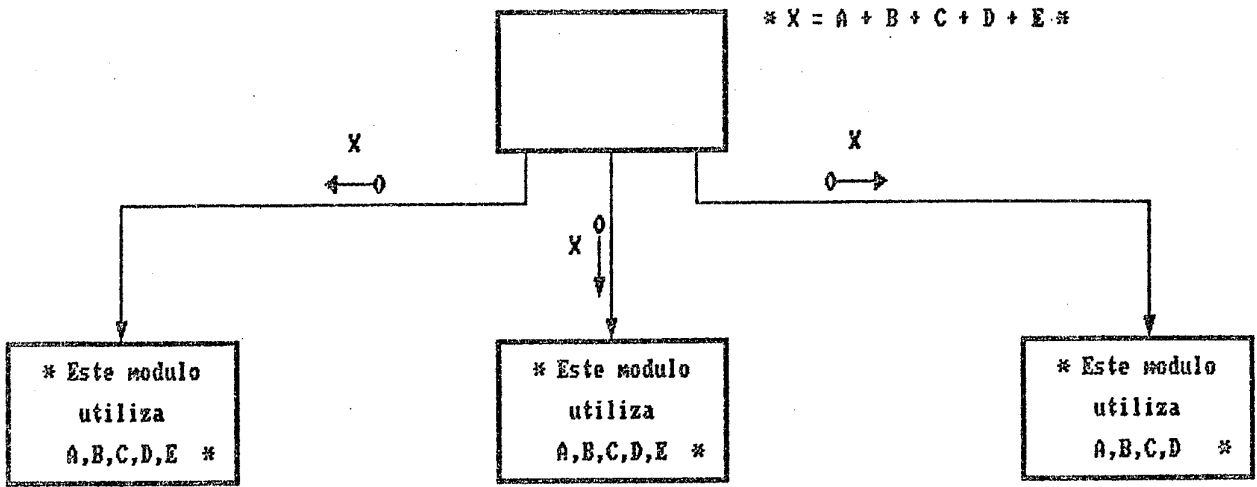 * X = A + B + C + D + E *
X
X
X
* Este modulo
utiliza
A,B,C,D,E *
* Este modulo
utiliza
A,B,C,D,E *
* Este modulo
utiliza
A,B,C,D *